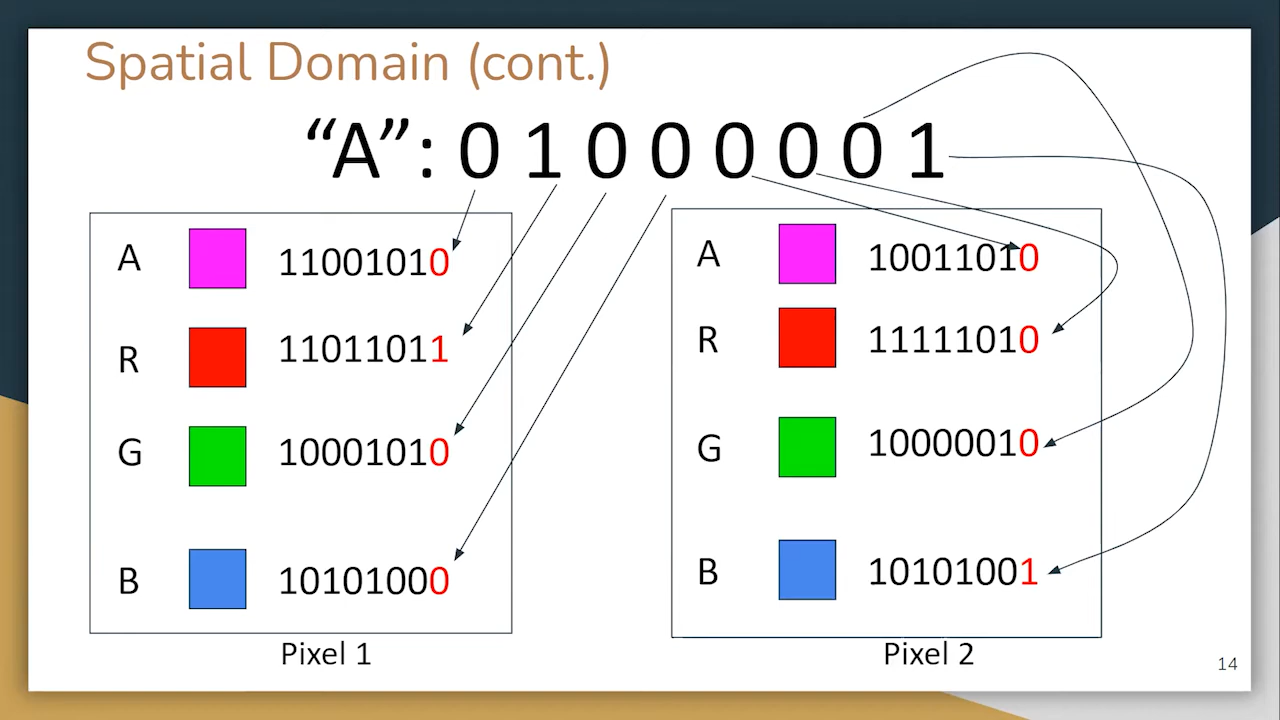 Spatial Domain (cont.)
“A”: 0 1 0 0 0 0 0 1
A 11001010
R 11011011
G 10001010
B 10101000
Pixel 1
A 10011010
R 11111010
G 10000010
B 10101001
Pixel 2
14